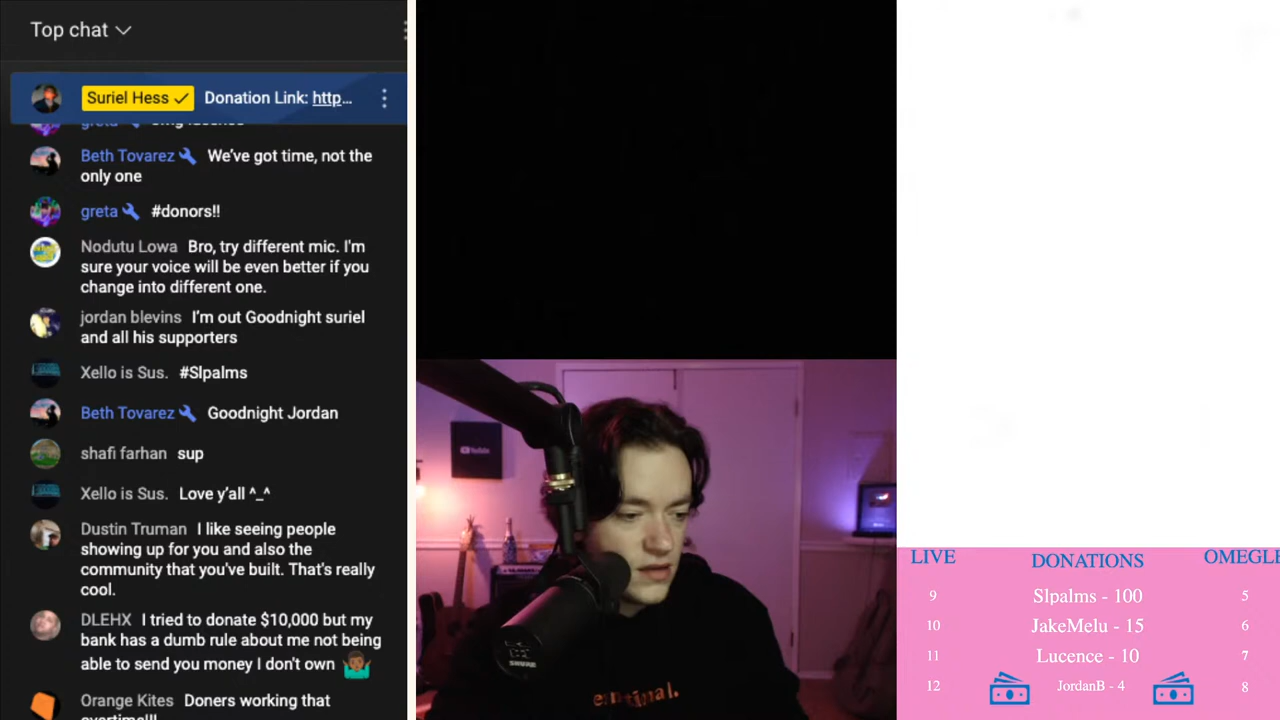 Top chat
Suriel Hess Donation Link: http...
greta
Beth Tovarez We've got time, not the
only one
greta #donors!!
Nodutu Lowa Bro, try different mic. I'm
sure your voice will be even better if you
change into different one.
jordan blevins I'm out Goodnight suriel
and all his supporters
Xello is Sus. #Slpalms
Beth Tovarez Goodnight Jordan
shafi farhan sup
Xello is Sus. Love y'all ^_^
Dustin Truman I like seeing people
showing up for you and also the
community that you've built. That's really
cool.
DLEHX I tried to donate $10,000 but my
bank has a dumb rule about me not being
able to send you money I don't own
Orange Kites Doners working that
overtime!!!
YouTube
SHURE
LIVE DONATIONS OMEGLE
9 Slpalms - 100 5
10 JakeMelu - 15 6
11 Lucence - 10 7
12 JordanB - 4 8